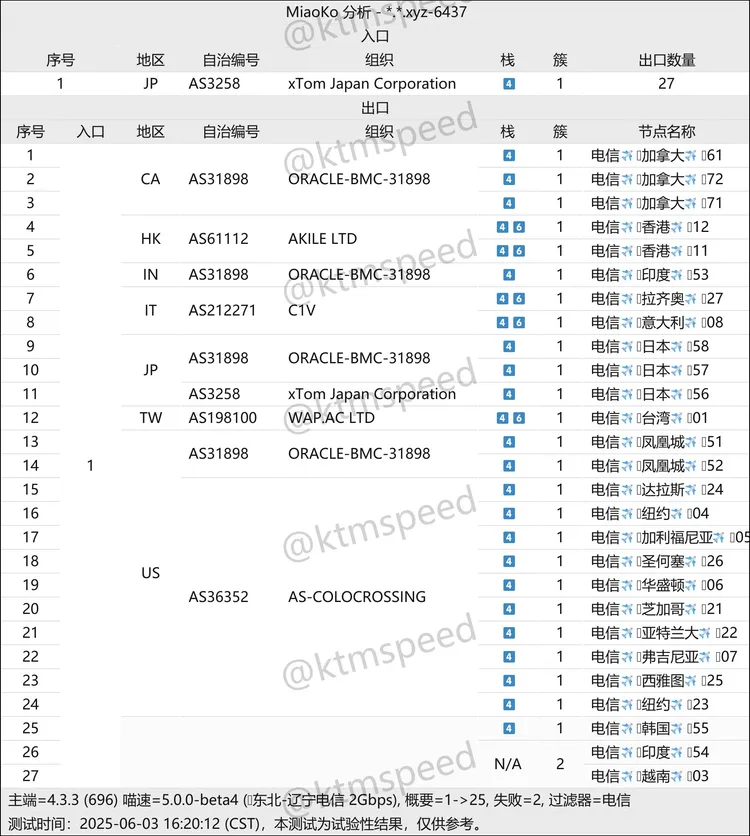 MiaoKo 分析 - *.*.xyz-6437
入口
序号 地区 自治编号 组织 栈 簇 出口数量
1 JP AS3258 xTom Japan Corporation 4 1 27
出口
序号 入口 地区 自治编号 组织 栈 簇 节点名称
1 4 1 电信✈加拿大✈61
2 CA AS31898 ORACLE-BMC-31898 4 1 电信✈加拿大✈72
3 4 1 电信✈加拿大✈71
4 4 6 1 电信✈香港✈12
HK AS61112 AKILE LTD
5 4 6 1 电信✈香港✈11
6 IN AS31898 ORACLE-BMC-31898 4 1 电信✈印度✈53
7 4 6 1 电信✈拉齐奥✈27
IT AS212271 C1V
8 4 6 1 电信✈意大利✈08
9 4 1 电信✈日本✈58
AS31898 ORACLE-BMC-31898
10 JP 4 1 电信✈日本✈57
11 AS3258 xTom Japan Corporation 4 1 电信✈日本✈56
12 TW AS198100 WAP.AC LTD 4 6 1 电信✈台湾✈01
13 4 1 电信✈凤凰城✈51
AS31898 ORACLE-BMC-31898
14 1 4 1 电信✈凤凰城✈52
15 4 1 电信✈达拉斯✈24
16 4 1 电信✈纽约✈04
17 4 1 电信✈加利福尼亚✈05
18 4 1 电信✈圣何塞✈26
US
19 4 1 电信✈华盛顿✈06
AS36352 AS-COLOCROSSING
20 4 1 电信✈芝加哥✈21
21 4 1 电信✈亚特兰大✈22
22 4 1 电信✈弗吉尼亚✈07
23 4 1 电信✈西雅图✈25
24 4 1 电信✈纽约✈23
25 4 1 电信✈韩国✈55
26 电信✈印度✈54
N/A 2
27 电信✈越南✈03
主端=4.3.3 (696) 喵速=5.0.0-beta4 (东北-辽宁电信 2Gbps), 概要=1->25, 失败=2, 过滤器=电信
测试时间：2025-06-03 16:20:12 (CST)，本测试为试验性结果，仅供参考。
@ktmspeed
@ktmspeed
@ktmspeed
@ktmspeed
@ktmspeed
@ktmspeed
@ktmspeed